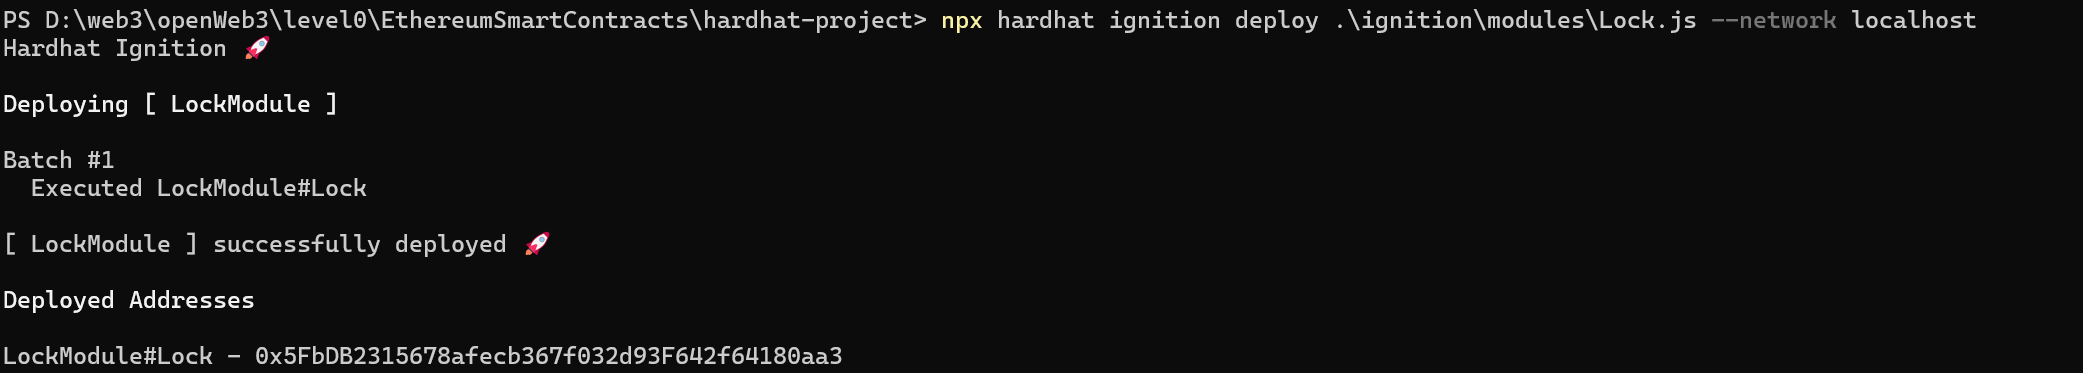 PS D:\web3\openWeb3\level0\EthereumSmartContracts\hardhat-project> npx hardhat ignition deploy .\ignition\modules\Lock.js --network localhost
Hardhat Ignition 🚀
Deploying [ LockModule ]
Batch #1
Executed LockModule#Lock
[ LockModule ] successfully deployed 🚀
Deployed Addresses
LockModule#Lock - 0x5FbDB2315678afecb367f032d93F642f64180aa3